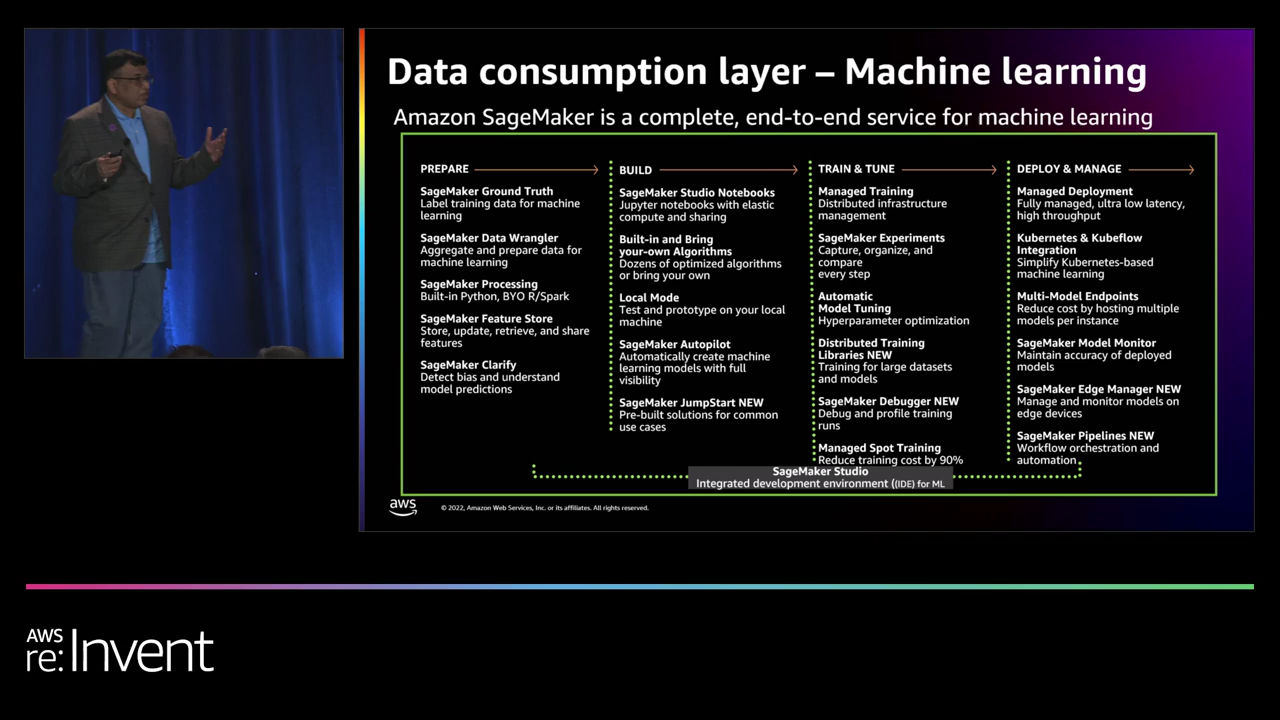 Data consumption layer – Machine learning
Amazon SageMaker is a complete, end-to-end service for machine learning
PREPARE
SageMaker Ground Truth
Label training data for machine
learning
SageMaker Data Wrangler
Aggregate and prepare data for
machine learning
SageMaker Processing
Built-in Python, BYO R/Spark
SageMaker Feature Store
Store, update, retrieve, and share
features
SageMaker Clarify
Detect bias and understand
model predictions
BUILD
SageMaker Studio Notebooks
Jupyter notebooks with elastic
compute and sharing
Built-in and Bring
your-own Algorithms
Dozens of optimized algorithms
or bring your own
Local Mode
Test and prototype on your local
machine
SageMaker Autopilot
Automatically create machine
learning models with full
visibility
SageMaker JumpStart NEW
Pre-built solutions for common
use cases
TRAIN & TUNE
Managed Training
Distributed infrastructure
management
SageMaker Experiments
Capture, organize, and
compare
every step
Automatic
Model Tuning
Hyperparameter optimization
Distributed Training
Libraries NEW
Training for large datasets
and models
SageMaker Debugger NEW
Debug and profile training
runs
Managed Spot Training
Reduce training cost by 90%
DEPLOY & MANAGE
Managed Deployment
Fully managed, ultra low latency,
high throughput
Kubernetes & Kubeflow
Integration
Simplify Kubernetes-based
machine learning
Multi-Model Endpoints
Reduce cost by hosting multiple
models per instance
SageMaker Model Monitor
Maintain accuracy of deployed
models
SageMaker Edge Manager NEW
Manage and monitor models on
edge devices
SageMaker Pipelines NEW
Workflow orchestration and
automation
SageMaker Studio
Integrated development environment ((IDE) for ML
aws
© 2022, Amazon Web Services, Inc. or its affiliates. All rights reserved.
AWS
re:Invent